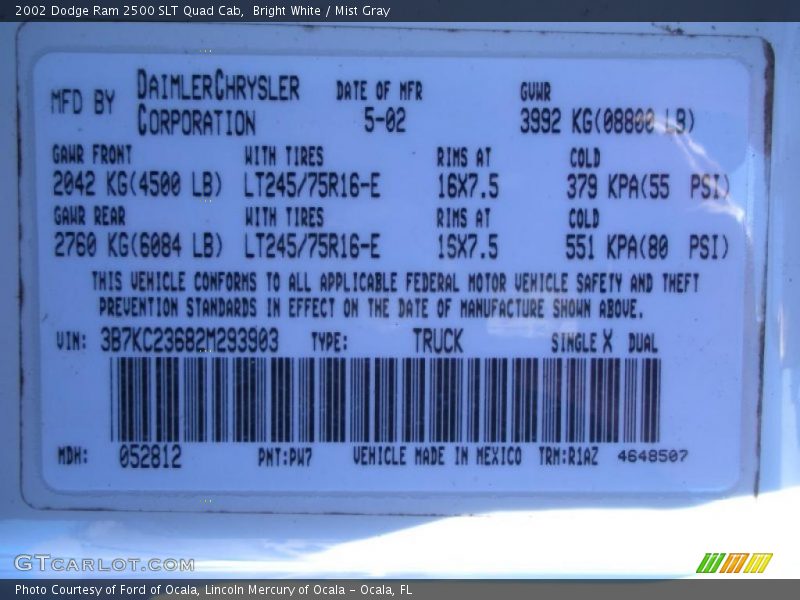 2002 Dodge Ram 2500 SLT Quad Cab,  Bright White / Mist Gray
MFD BY DAIMLERCHRYSLER CORPORATION DATE OF MFR 5-02 GVWR 3992 KG(08800 LB)
GAWR FRONT WITH TIRES RIMS AT COLD
2042 KG(4500 LB) LT245/75R16-E 16X7.5 379 KPA(55 PSI)
GAWR REAR WITH TIRES RIMS AT COLD
2760 KG(6084 LB) LT245/75R16-E 16X7.5 551 KPA(80 PSI)
THIS VEHICLE CONFORMS TO ALL APPLICABLE FEDERAL MOTOR VEHICLE SAFETY AND THEFT
PREVENTION STANDARDS IN EFFECT ON THE DATE OF MANUFACTURE SHOWN ABOVE.
VIN: 3B7KC23682M293903 TYPE: TRUCK SINGLE X DUAL
MDH: 052812 PNT:PW7 VEHICLE MADE IN MEXICO TRM:R1AZ 4648507
GTCARLOT.COM
Photo Courtesy of Ford of Ocala, Lincoln Mercury of Ocala - Ocala, FL